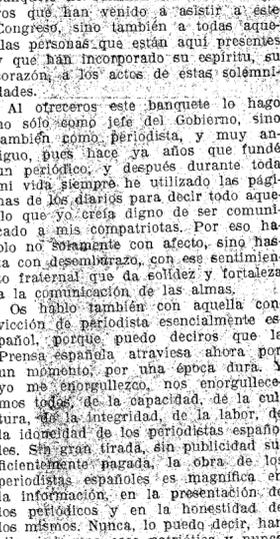 ros que han venido a asistir a este
Congreso, sino también a todas aque-
llas personas que están aquí presentes
y que han incorporado su espíritu, su
corazón, a los actos de estas solemni-
dades.
Al ofreceros este banquete lo hago
no sólo como jefe del Gobierno, sino
también como periodista, y muy an-
tiguo, pues hace ya años que fundé
un periódico, y después durante toda
mi vida siempre he utilizado las pági-
nas de los diarios para decir todo aque-
llo que yo creía digno de ser comuni-
cado a mis compatriotas. Por eso ha-
blo no solamente con afecto, sino has-
ta con desembarazo, con ese sentimien-
to fraternal que da solidez y fortaleza
a la comunicación de las almas.
Os hablo también con aquella con-
vicción de periodista esencialmente es-
pañol, porque puedo deciros que la
Prensa española atraviesa ahora por
un momento, por una época dura. Y
yo me enorgullezco, nos enorgullece-
mos todos, de la capacidad, de la cul-
tura, de la integridad, de la labor, de
la idoneidad de los periodistas españo-
les. Sin gran tirada, sin publicidad su-
ficientemente pagada, la obra de los
periodistas españoles es magnífica en
la información, en la presentación de
los periódicos y en la honestidad de
los mismos. Nunca, lo puedo decir, han